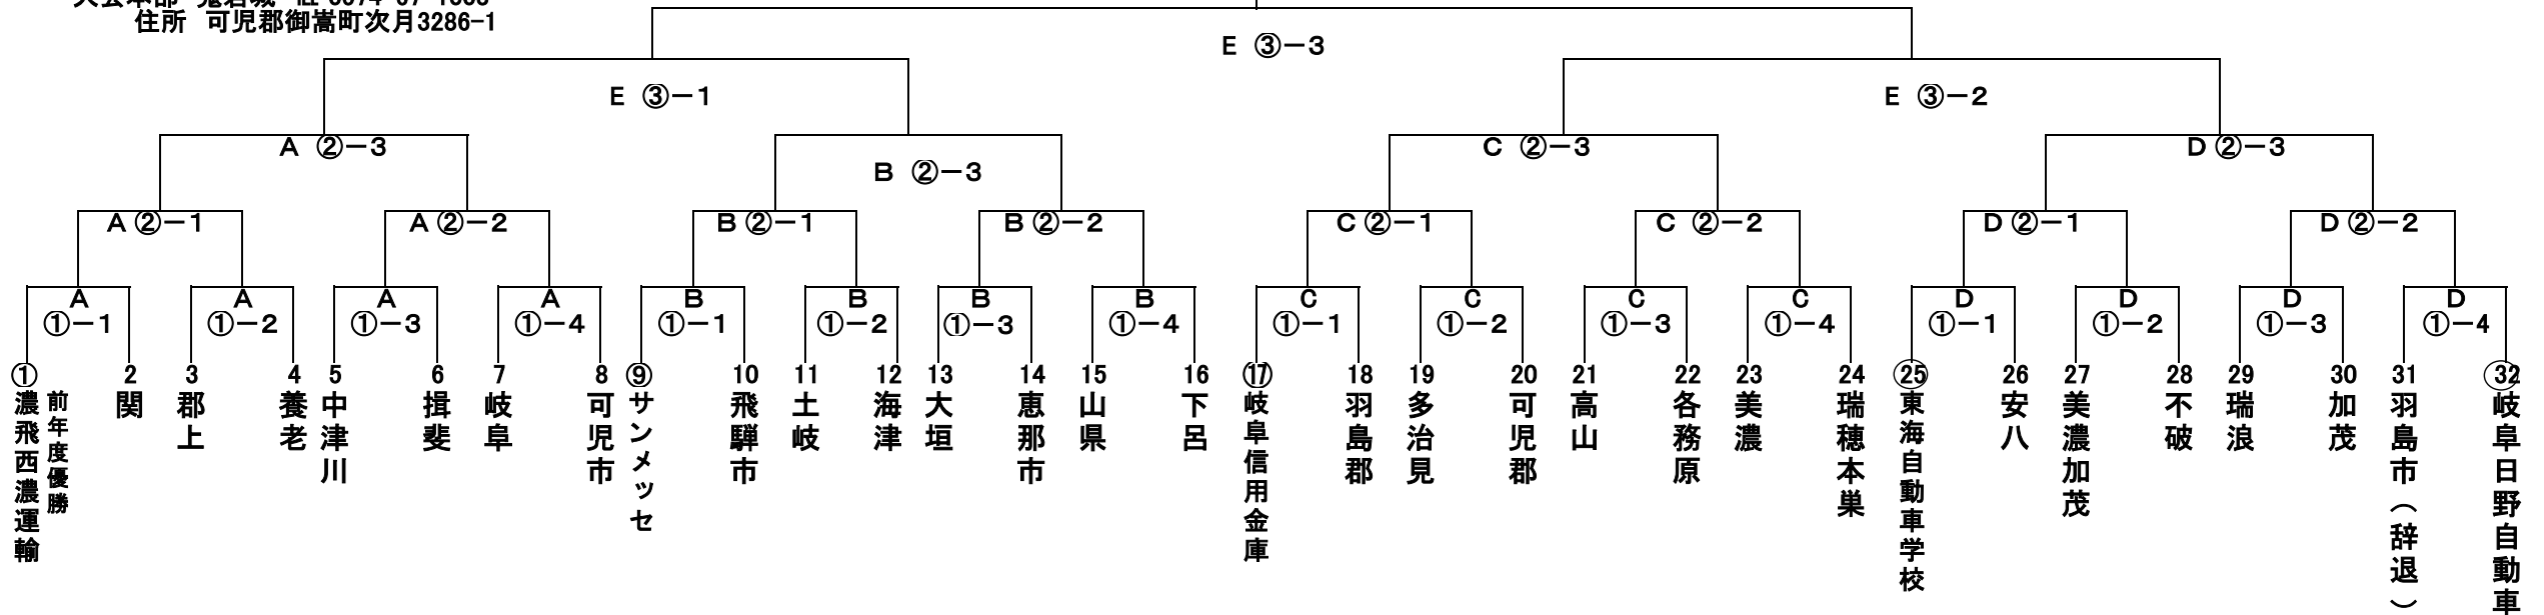 住所 可児郡御嵩町次月3286-1
E ③-3
E ③-1
E ③-2
A ②-3
B ②-3
C ②-3
D ②-3
A ②-1
A ②-2
B ②-1
B ②-2
C ②-1
C ②-2
D ②-1
D ②-2
A ①-1
A ①-2
A ①-3
A ①-4
B ①-1
B ①-2
B ①-3
B ①-4
C ①-1
C ①-2
C ①-3
C ①-4
D ①-1
D ①-2
D ①-3
D ①-4
① 濃飛西濃運輸
前年度優勝
2 関
3 郡上
4 養老
5 中津川
6 揖斐
7 岐阜
8 可児市
⑨ サンメッセ
10 飛騨市
11 土岐
12 海津
13 大垣
14 恵那市
15 山県
16 下呂
⑰ 岐阜信用金庫
18 羽島郡
19 多治見
20 可児郡
21 高山
22 各務原
23 美濃
24 瑞穂本巣
㉕ 東海自動車学校
26 安八
27 美濃加茂
28 不破
29 瑞浪
30 加茂
31 羽島市(辞退)
㉜ 岐阜日野自動車